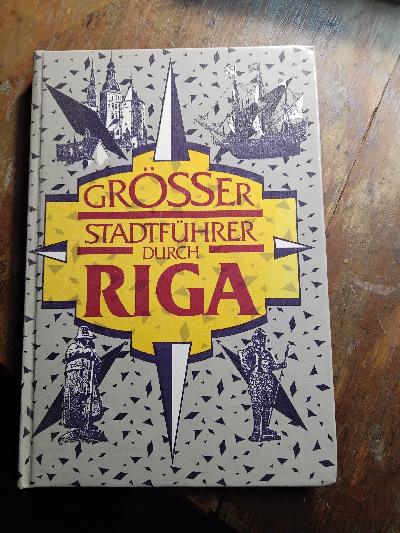 GRÖSSER
STADTFÜHRER
DURCH
RIGA